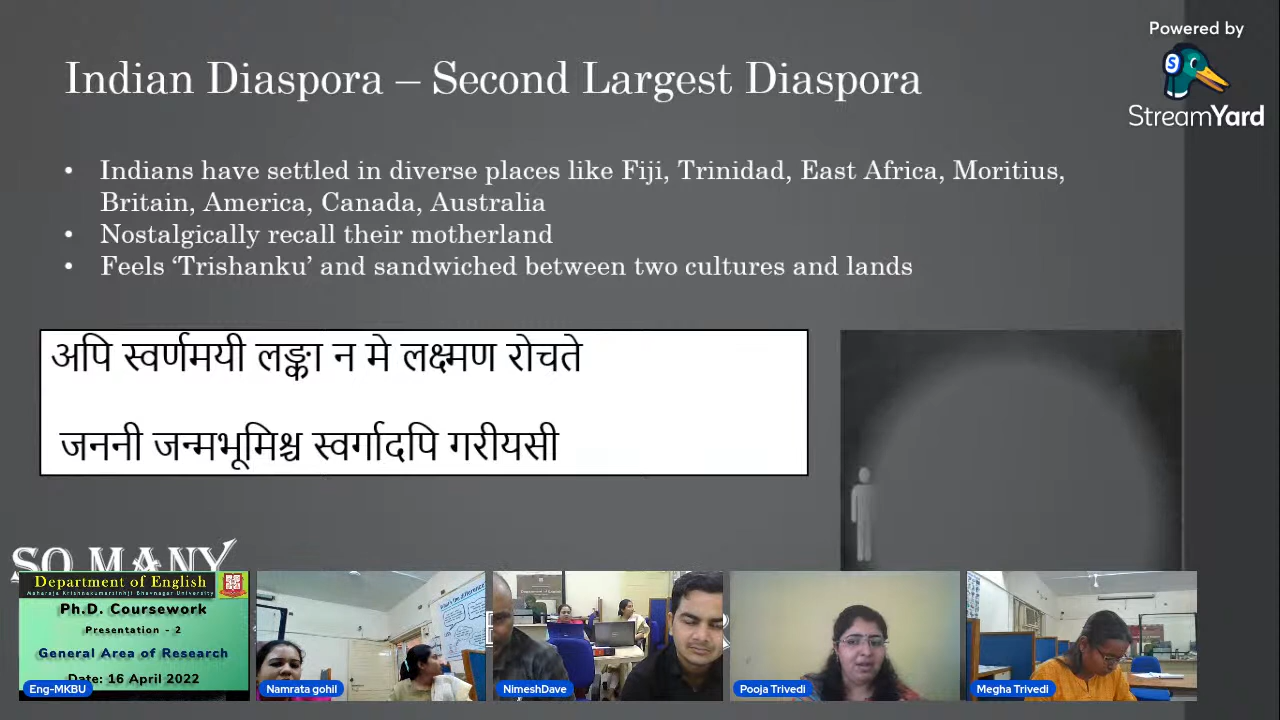 Powered by
StreamYard
Indian Diaspora – Second Largest Diaspora
• Indians have settled in diverse places like Fiji, Trinidad, East Africa, Moritius,
Britain, America, Canada, Australia
• Nostalgically recall their motherland
• Feels ‘Trishanku’ and sandwiched between two cultures and lands
अपि स्वर्णमयी लङ्का न मे लक्ष्मण रोचते
जननी जन्मभूमिश्च स्वर्गादपि गरीयसी
SO MANY
Department of English
Maharaja Krishnakumarsinhji Bhavnagar University
Ph.D. Coursework
Presentation - 2
General Area of Research
Date: 16 April 2022
Eng-MKBU
Namrata gohil
NimeshDave
Pooja Trivedi
Megha Trivedi